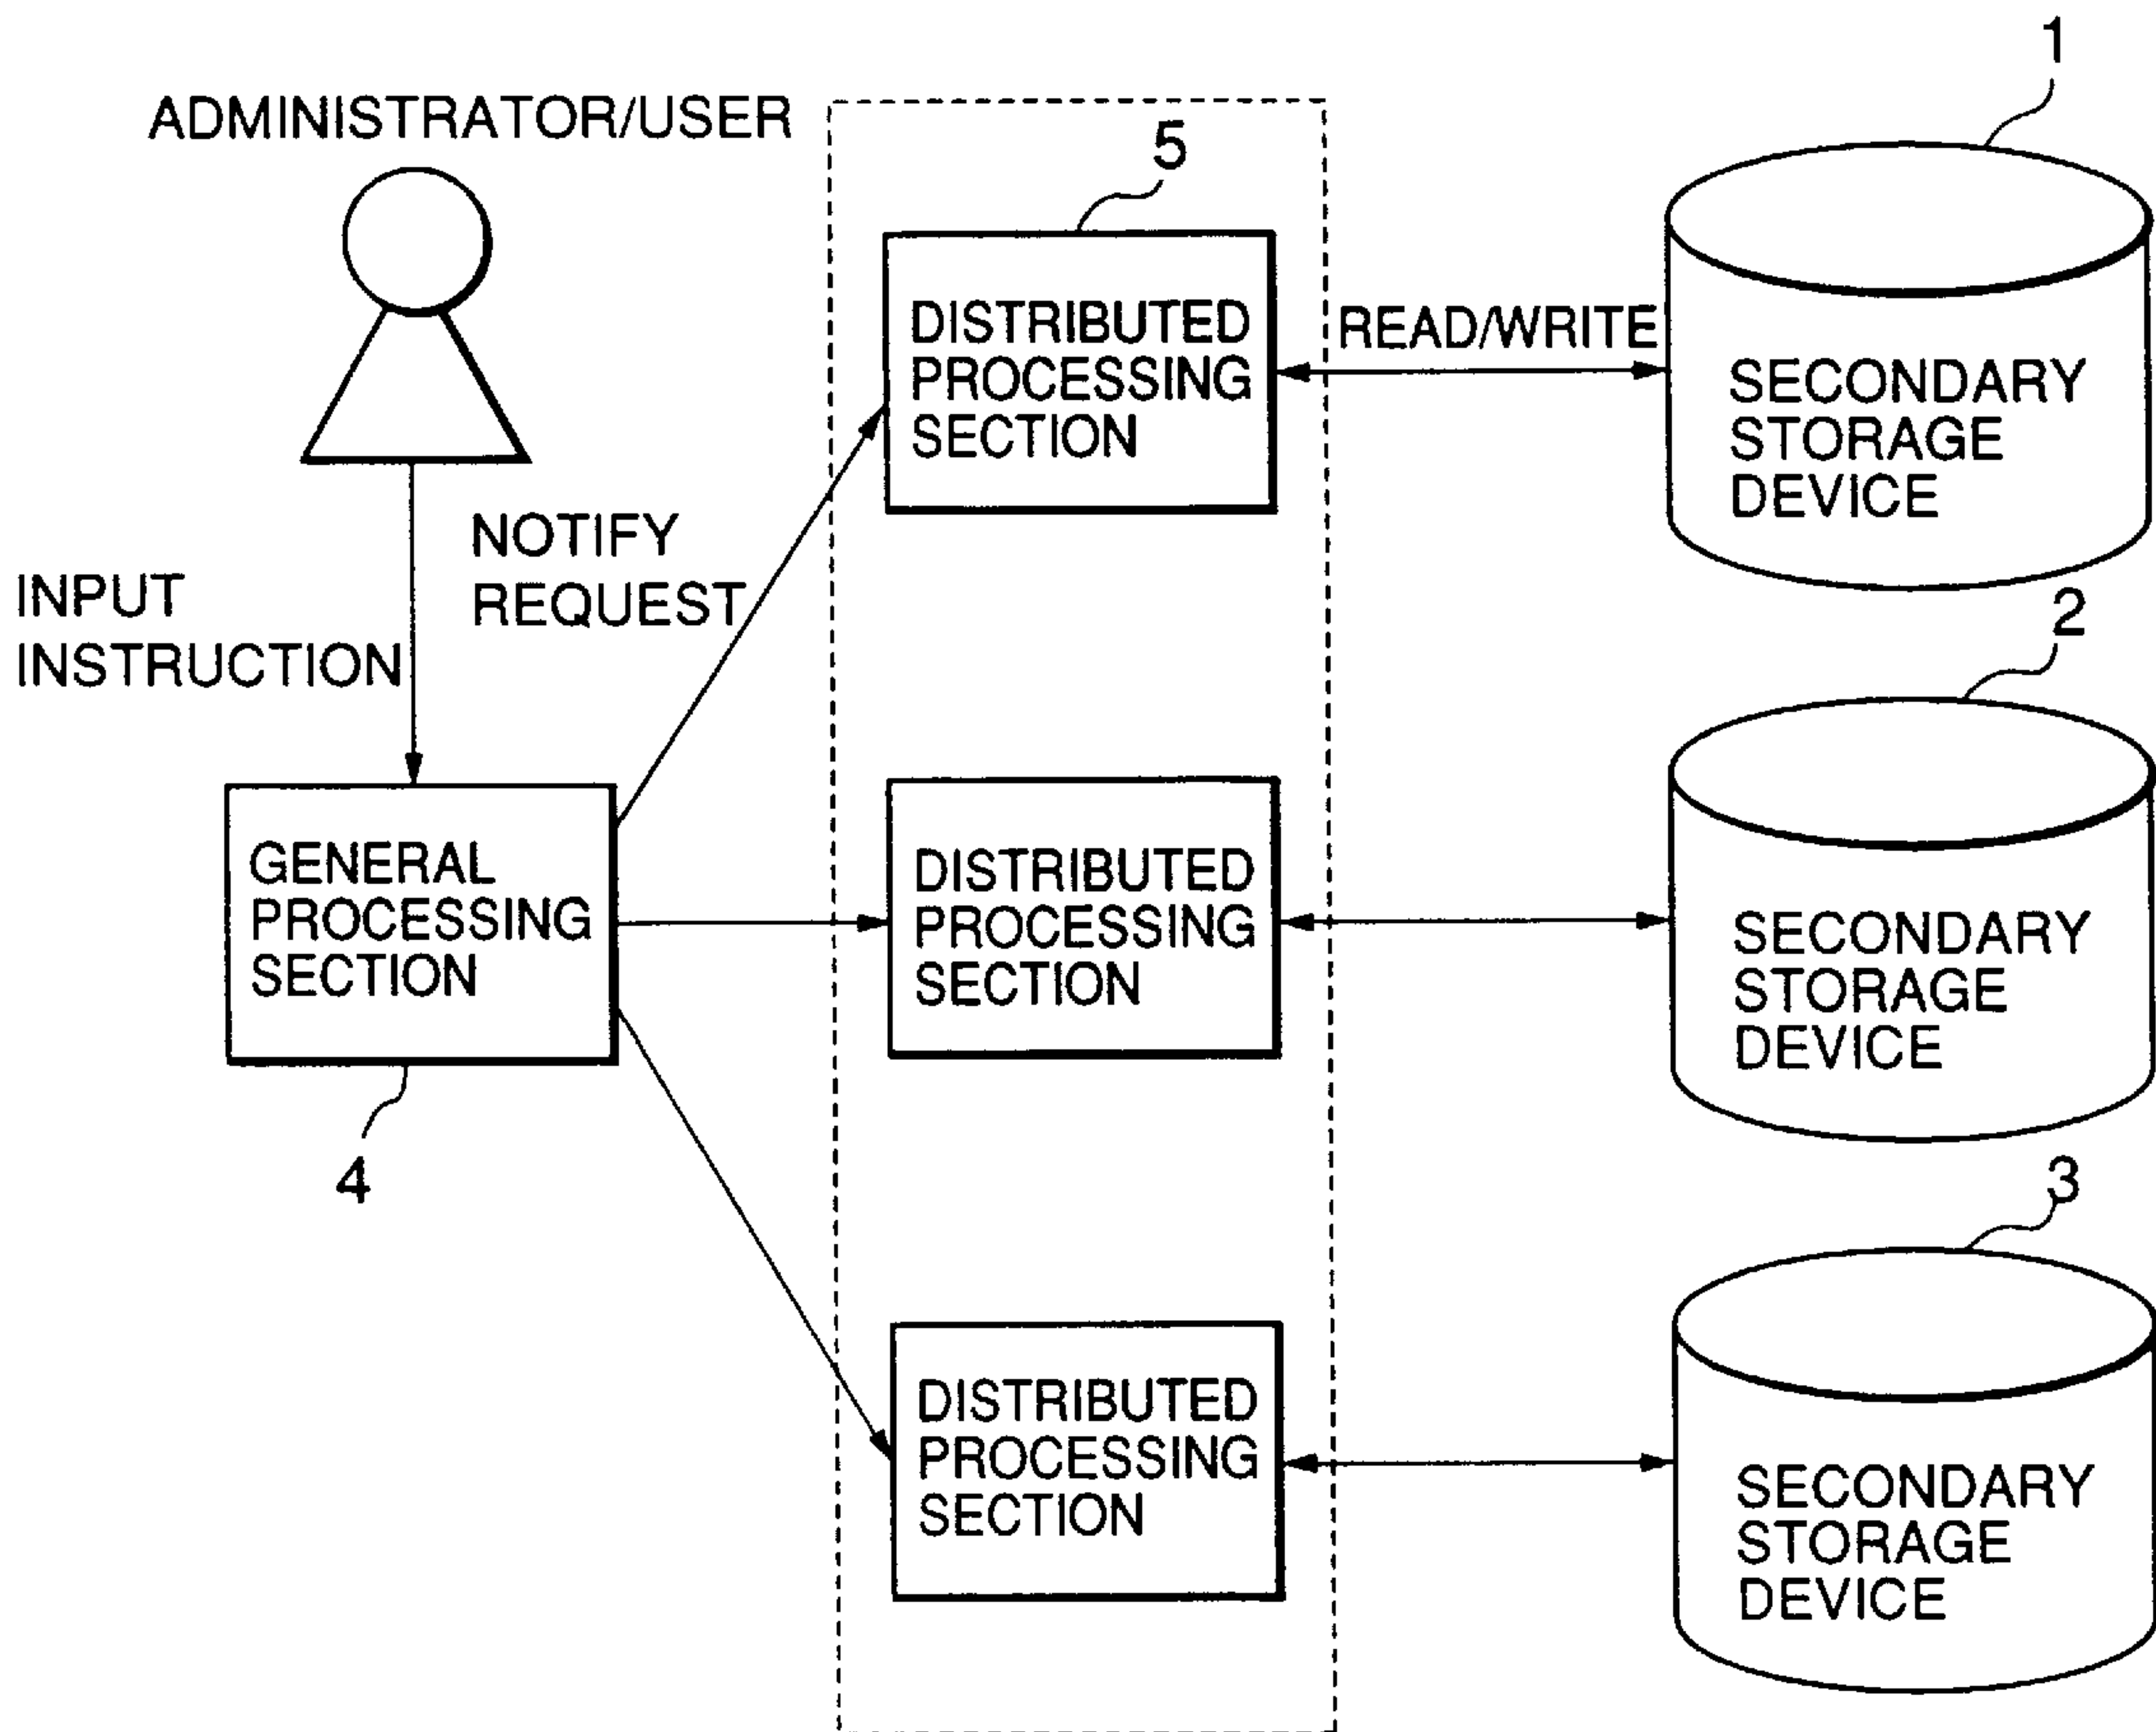 1
ADMINISTRATOR/USER
5
DISTRIBUTED
PROCESSING
SECTION
READ/WRITE
SECONDARY
STORAGE
DEVICE
NOTIFY
REQUEST
INPUT
INSTRUCTION
2
GENERAL
PROCESSING
SECTION
DISTRIBUTED
PROCESSING
SECTION
SECONDARY
STORAGE
DEVICE
4
3
DISTRIBUTED
PROCESSING
SECTION
SECONDARY
STORAGE
DEVICE